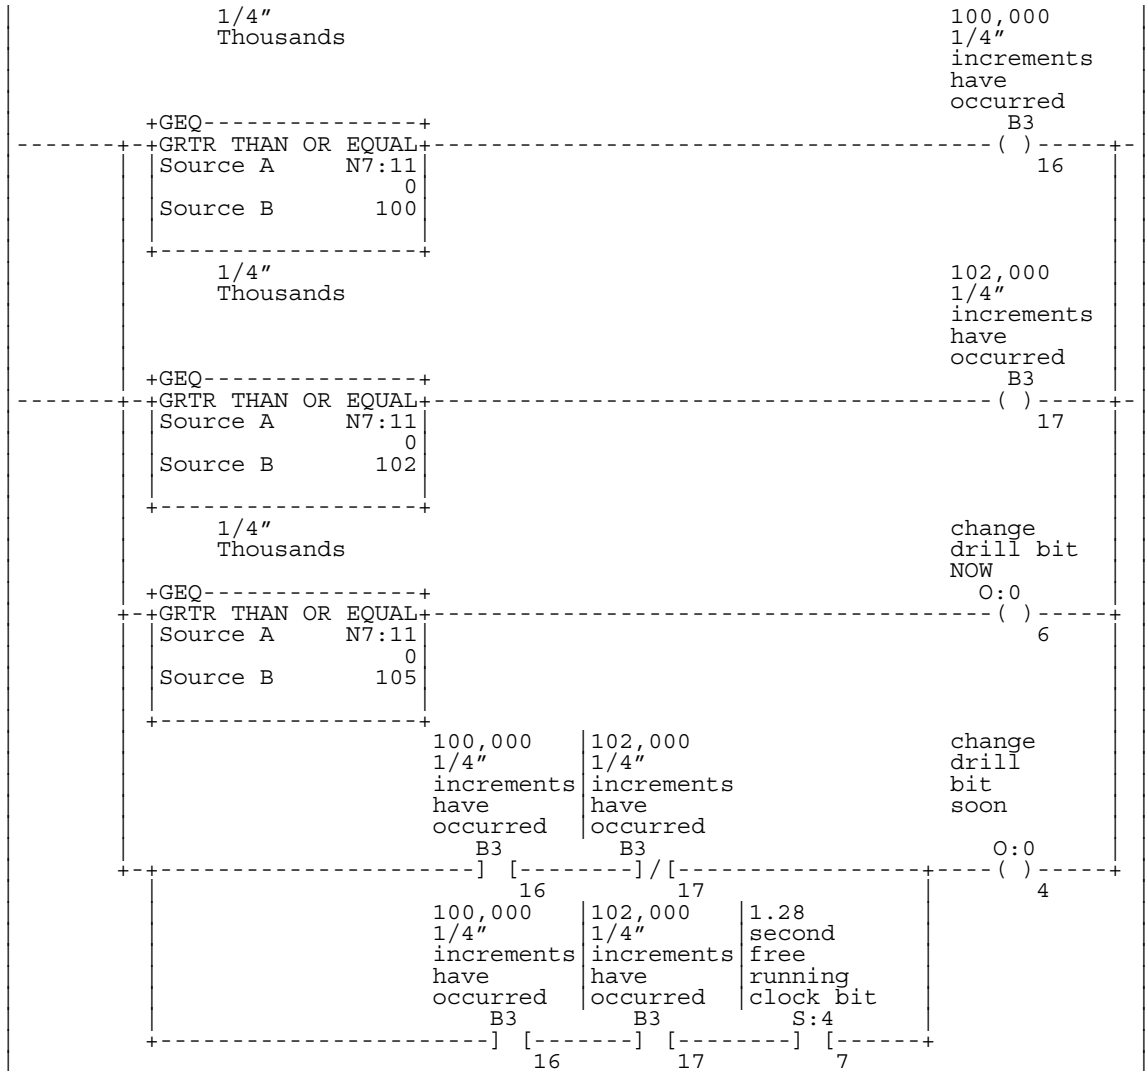 1/4" 100,000
Thousands 1/4"
increments
have
occurred
+GEQ---------------+ B3
-------+-+GRTR THAN OR EQUAL+----------------------------------------( )-----+-
|Source A N7:11| 16
| 0|
|Source B 100|
+-------------------+
1/4" 102,000
Thousands 1/4"
increments
have
occurred
+GEQ---------------+ B3
-------+-+GRTR THAN OR EQUAL+----------------------------------------( )-----+-
|Source A N7:11| 17
| 0|
|Source B 102|
+-------------------+
1/4" change
Thousands drill bit
NOW
+GEQ---------------+ O:0
+-+GRTR THAN OR EQUAL+----------------------------------------( )-----+
|Source A N7:11| 6
| 0|
|Source B 105|
+-------------------+
100,000 |102,000 change
1/4" |1/4" drill
increments|increments bit
have |have soon
occurred |occurred
B3 B3 O:0
+-+----------------------] [--------]/[-----------------+----( )-----+
16 17 4
100,000 |102,000 |1.28
1/4" |1/4" |second
increments|increments|free
have |have |running
occurred |occurred |clock bit
B3 B3 S:4
+-----------------------] [-------] [--------] [------+
16 17 7